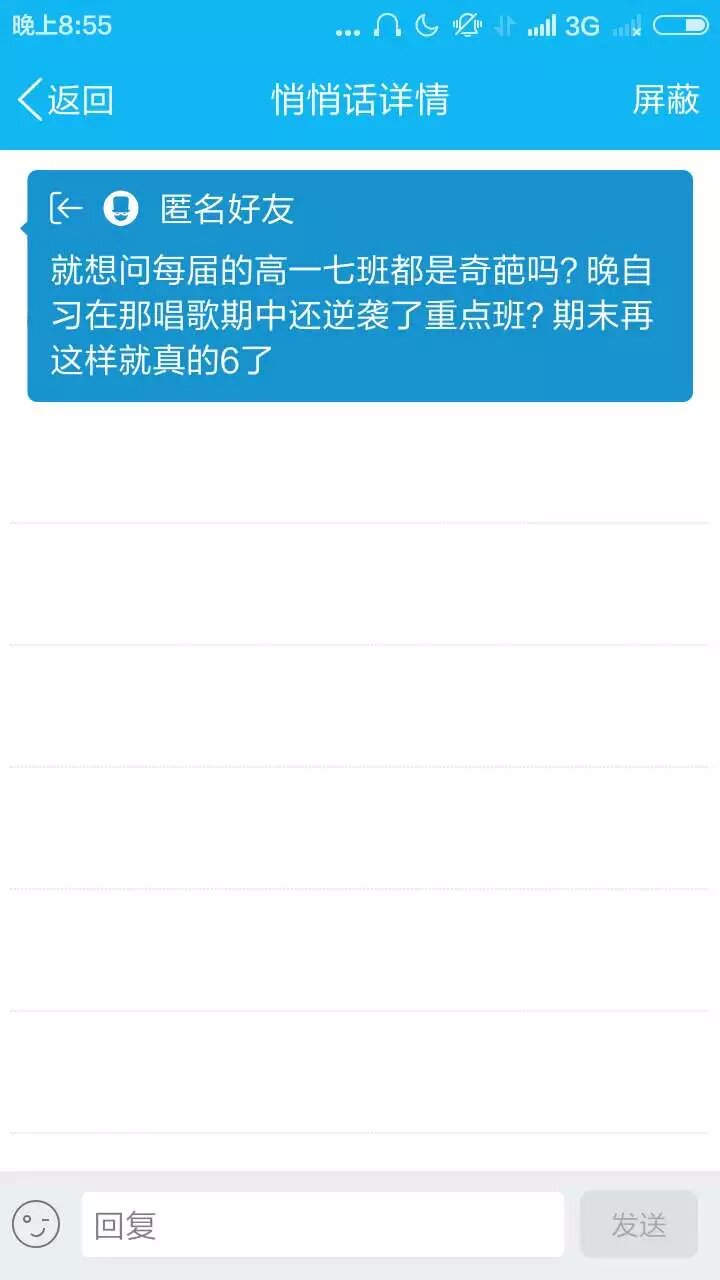 晚上8:55
... 3G
返回
悄悄话详情
屏蔽
匿名好友
就想问每届的高一七班都是奇葩吗?晚自
习在那唱歌期中还逆袭了重点班?期末再
这样就真的6了
回复
发送